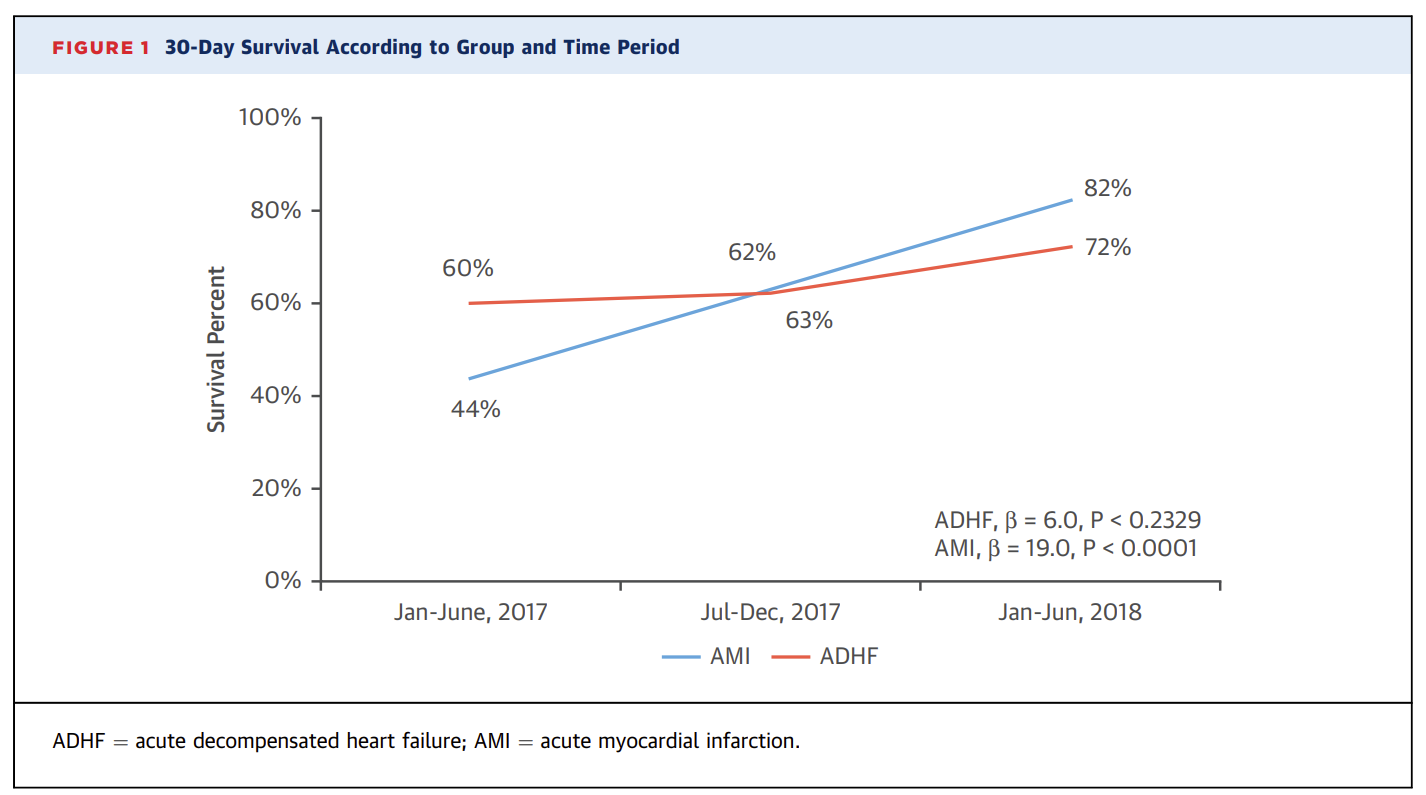 FIGURE 1 30-Day Survival According to Group and Time Period
100%
80%
60%
40%
20%
0%
Survival Percent
60%
44%
62%
63%
82%
72%
ADHF, β = 6.0, P < 0.2329
AMI, β = 19.0, P < 0.0001
Jan-June, 2017
Jul-Dec, 2017
Jan-Jun, 2018
AMI
ADHF
ADHF = acute decompensated heart failure; AMI = acute myocardial infarction.